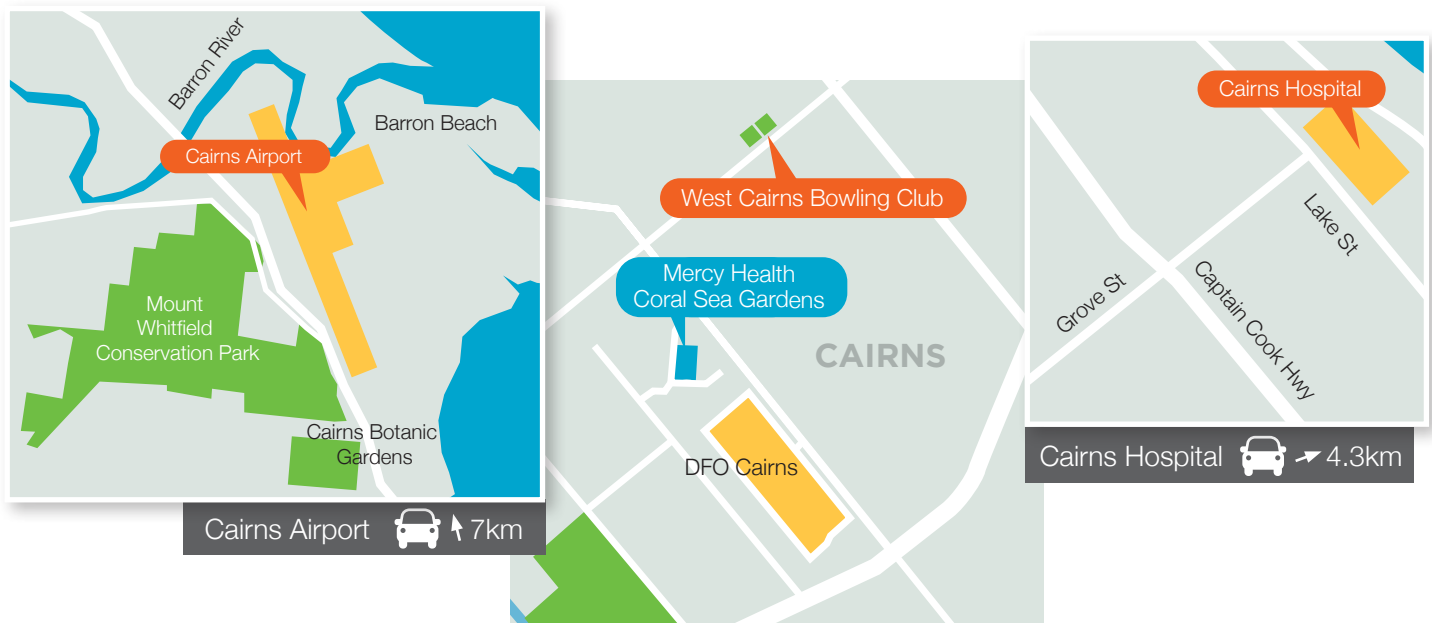 Barron River
Barron Beach
Cairns Airport
Mount
Whitfield
Conservation Park
Cairns Botanic
Gardens
Cairns Airport 7km
West Cairns Bowling Club
Mercy Health
Coral Sea Gardens
CAIRNS
DFO Cairns
Cairns Hospital
Lake St
Grove St
Captain Cook Hwy
Cairns Hospital 4.3km